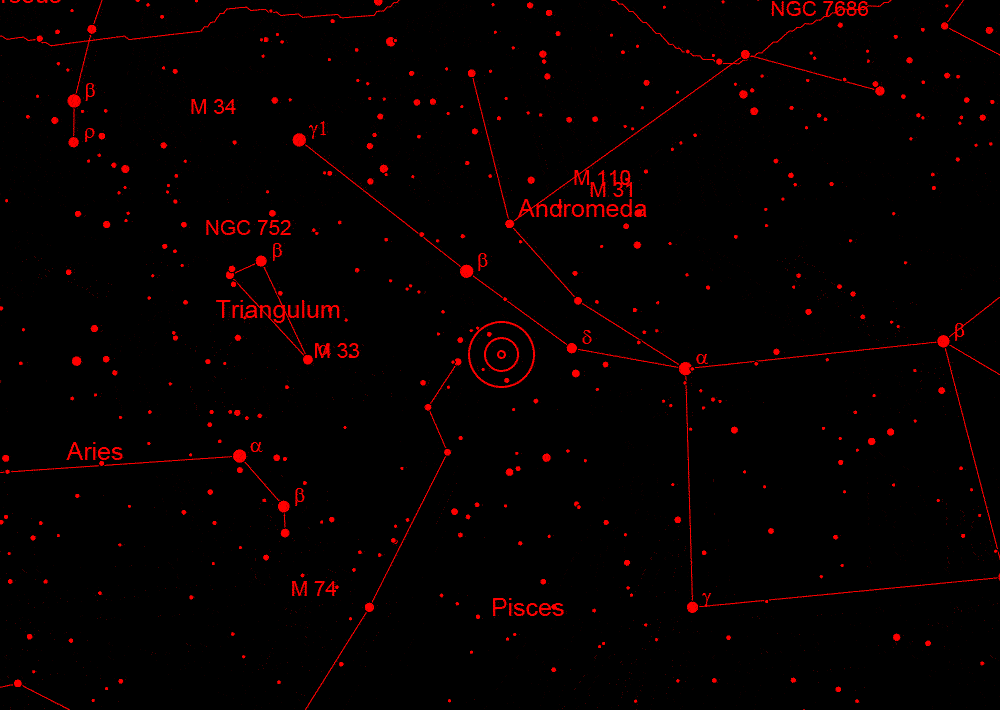 NGC 7686
β
M 34
ρ
γ1
M 110
M 31
Andromeda
NGC 752
β
β
Triangulum
β
δ
M 33
α
Aries
α
β
M 74
γ
Pisces